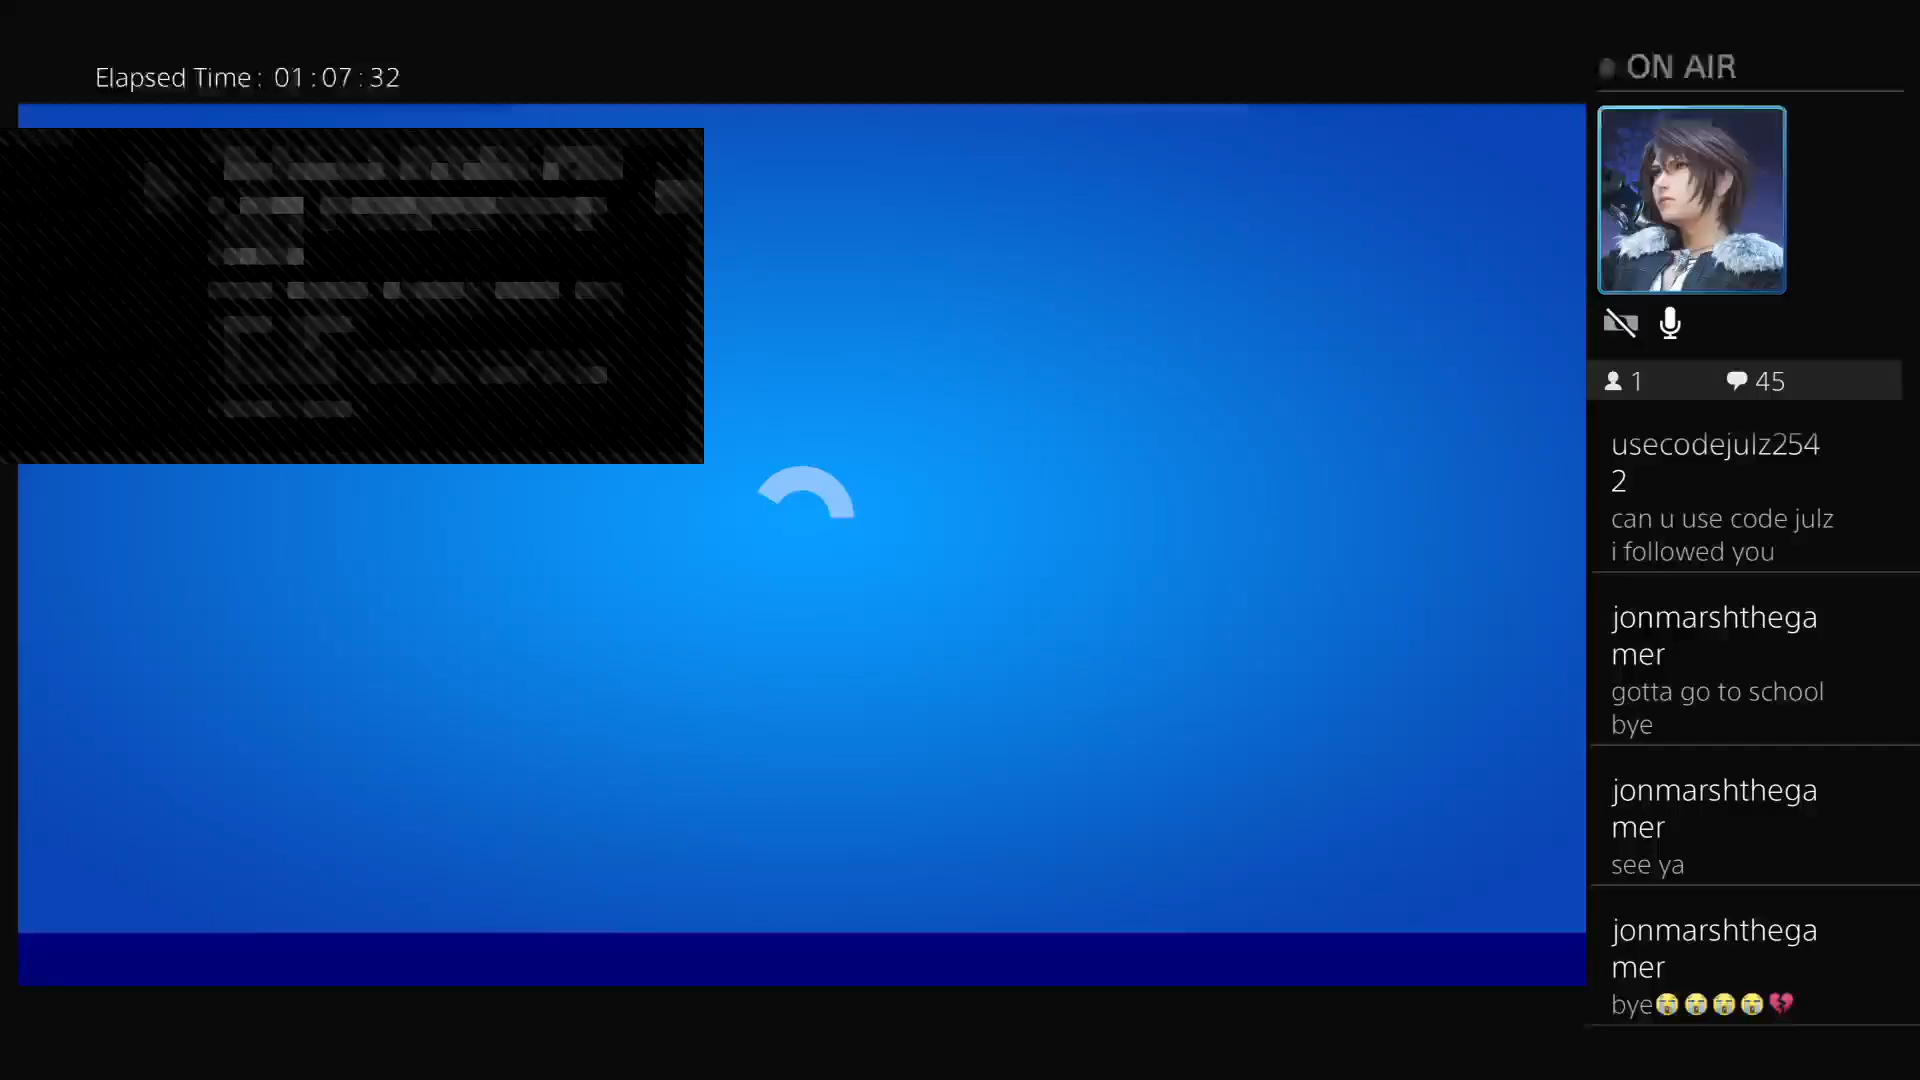 Elapsed Time: 01:07:32
ON AIR
1
45
usecodejulz254
2
can u use code julz
i followed you
jonmarshthega
mer
gotta go to school
bye
jonmarshthega
mer
see ya
jonmarshthega
mer
bye😭😭😭😭💔